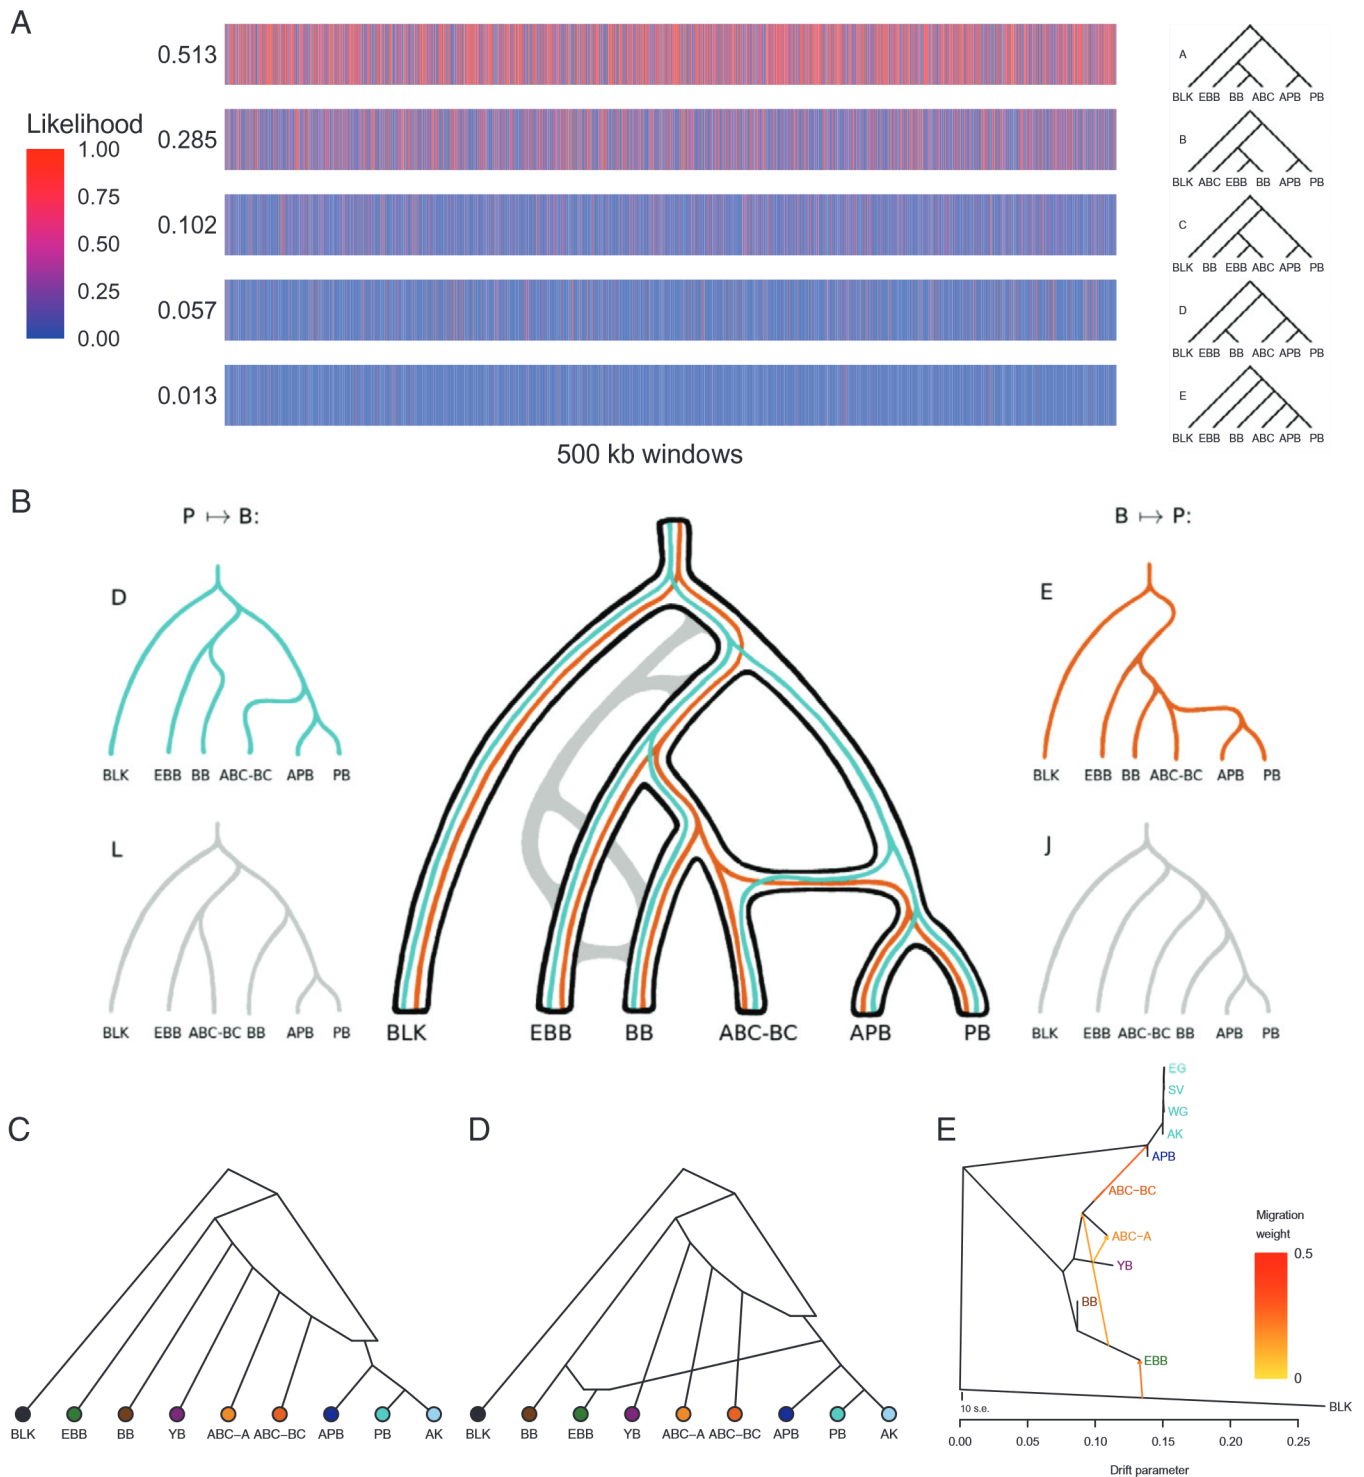 A
Likelihood
1.00
0.75
0.50
0.25
0.00
0.513
0.285
0.102
0.057
0.013
500 kb windows
A
BLK EBB BB ABC APB PB
B
BLK ABC EBB BB APB PB
C
BLK BB EBB ABC APB PB
D
BLK EBB BB ABC APB PB
E
BLK EBB BB ABC APB PB
B
P ↦ B:
D
BLK EBB BB ABC-BC APB PB
L
BLK EBB ABC-BC BB APB PB
BLK EBB BB ABC-BC APB PB
B ↦ P:
E
BLK EBB BB ABC-BC APB PB
J
BLK EBB ABC-BC BB APB PB
C
BLK EBB BB YB ABC–A ABC–BC APB PB AK
D
BLK BB EBB YB ABC–A ABC–BC APB PB AK
E
EG
SV
WG
AK
APB
ABC–BC
ABC–A
YB
BB
EBB
BLK
10 s.e.
0.00 0.05 0.10 0.15 0.20 0.25
Drift parameter
Migration
weight
0.5
0